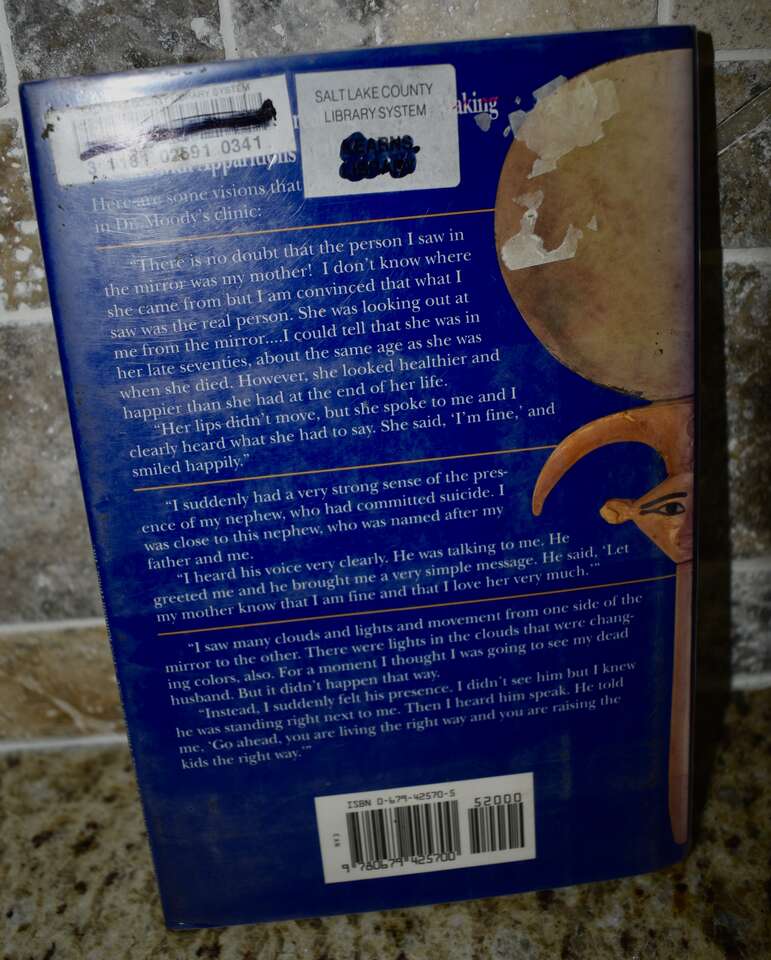 SALT LAKE COUNTY
LIBRARY SYSTEM
KEARNS
LIBRARY
ARY SYSTEM
1181 02691 0341
aking
apparitions
Here are some visions that
in Dr. Moody's clinic:
"There is no doubt that the person I saw in
the mirror was my mother! I don't know where
she came from but I am convinced that what I
saw was the real person. She was looking out at
me from the mirror....I could tell that she was in
her late seventies, about the same age as she was
when she died. However, she looked healthier and
happier than she had at the end of her life.
"Her lips didn't move, but she spoke to me and I
clearly heard what she had to say. She said, 'I'm fine,' and
smiled happily."
"I suddenly had a very strong sense of the pres-
ence of my nephew, who had committed suicide. I
was close to this nephew, who was named after my
father and me.
"I heard his voice very clearly. He was talking to me. He
greeted me and he brought me a very simple message. He said, 'Let
my mother know that I am fine and that I love her very much.'"
"I saw many clouds and lights and movement from one side of the
mirror to the other. There were lights in the clouds that were chang-
ing colors, also. For a moment I thought I was going to see my dead
husband. But it didn't happen that way.
"Instead, I suddenly felt his presence. I didn't see him but I knew
he was standing right next to me. Then I heard him speak. He told
me, 'Go ahead, you are living the right way and you are raising the
kids the right way.'"
ISBN 0-679-42570-5
52000
9 780679 425700